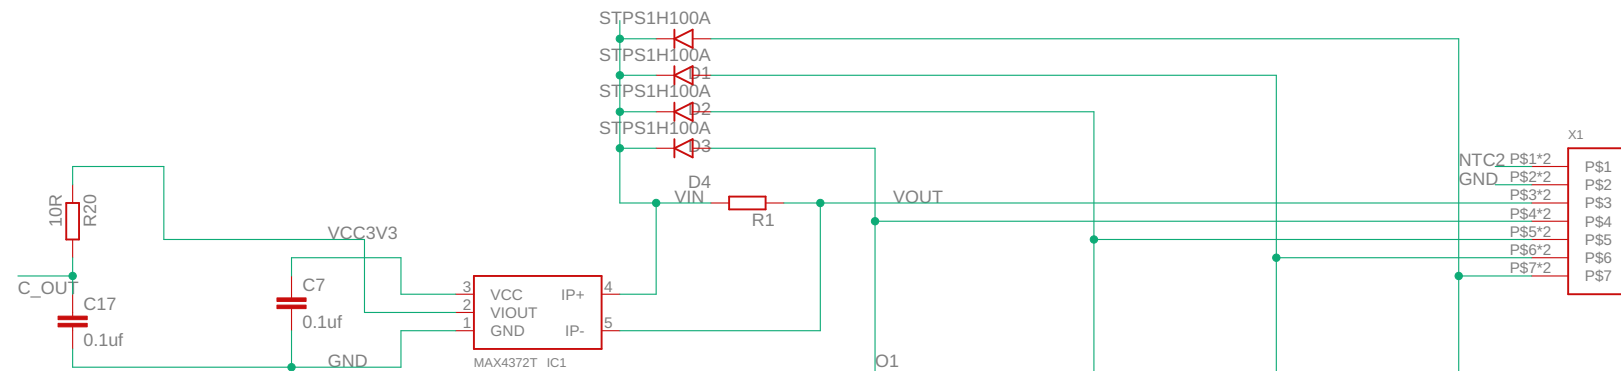 STPS1H100A
STPS1H100A
D1
STPS1H100A
D2
STPS1H100A
D3
D4
VIN
R1
VOUT
X1
NTC2 P$1*2 P$1
GND P$2*2 P$2
P$3*2 P$3
P$4*2 P$4
P$5*2 P$5
P$6*2 P$6
P$7*2 P$7
10R
R20
VCC3V3
C_OUT
C17
0.1uf
C7
0.1uf
GND
3 VCC IP+ 4
2 VIOUT
1 GND IP- 5
MAX4372T IC1
O1